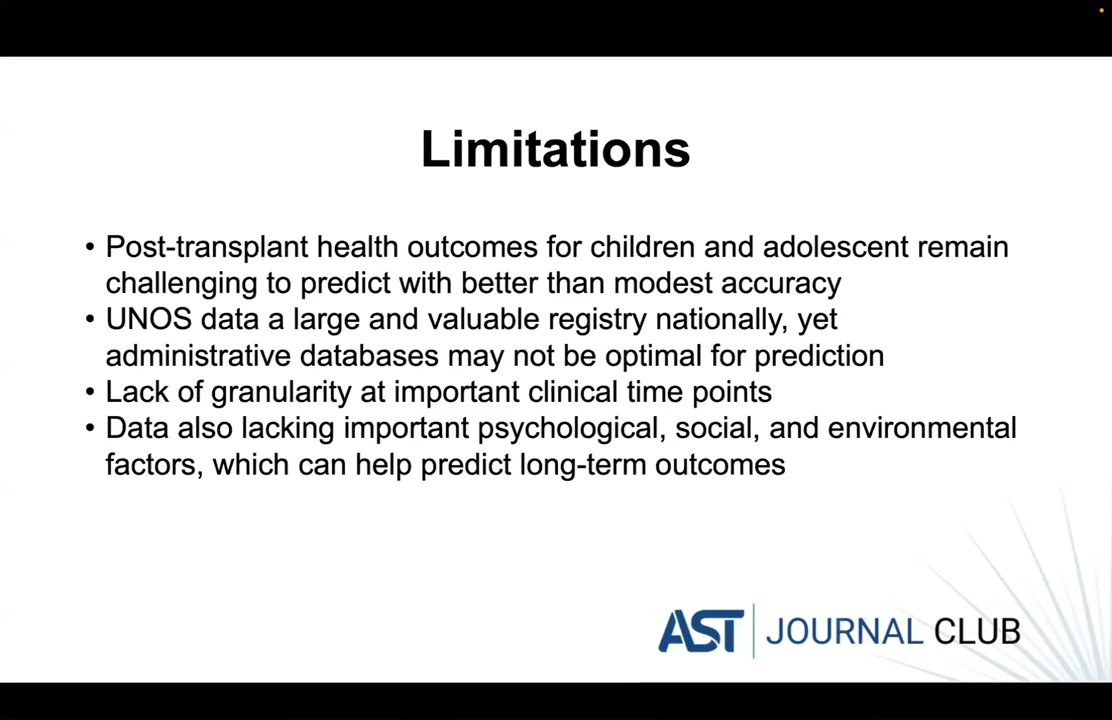 Limitations
• Post-transplant health outcomes for children and adolescent remain
challenging to predict with better than modest accuracy
• UNOS data a large and valuable registry nationally, yet
administrative databases may not be optimal for prediction
• Lack of granularity at important clinical time points
• Data also lacking important psychological, social, and environmental
factors, which can help predict long-term outcomes
AST JOURNAL CLUB